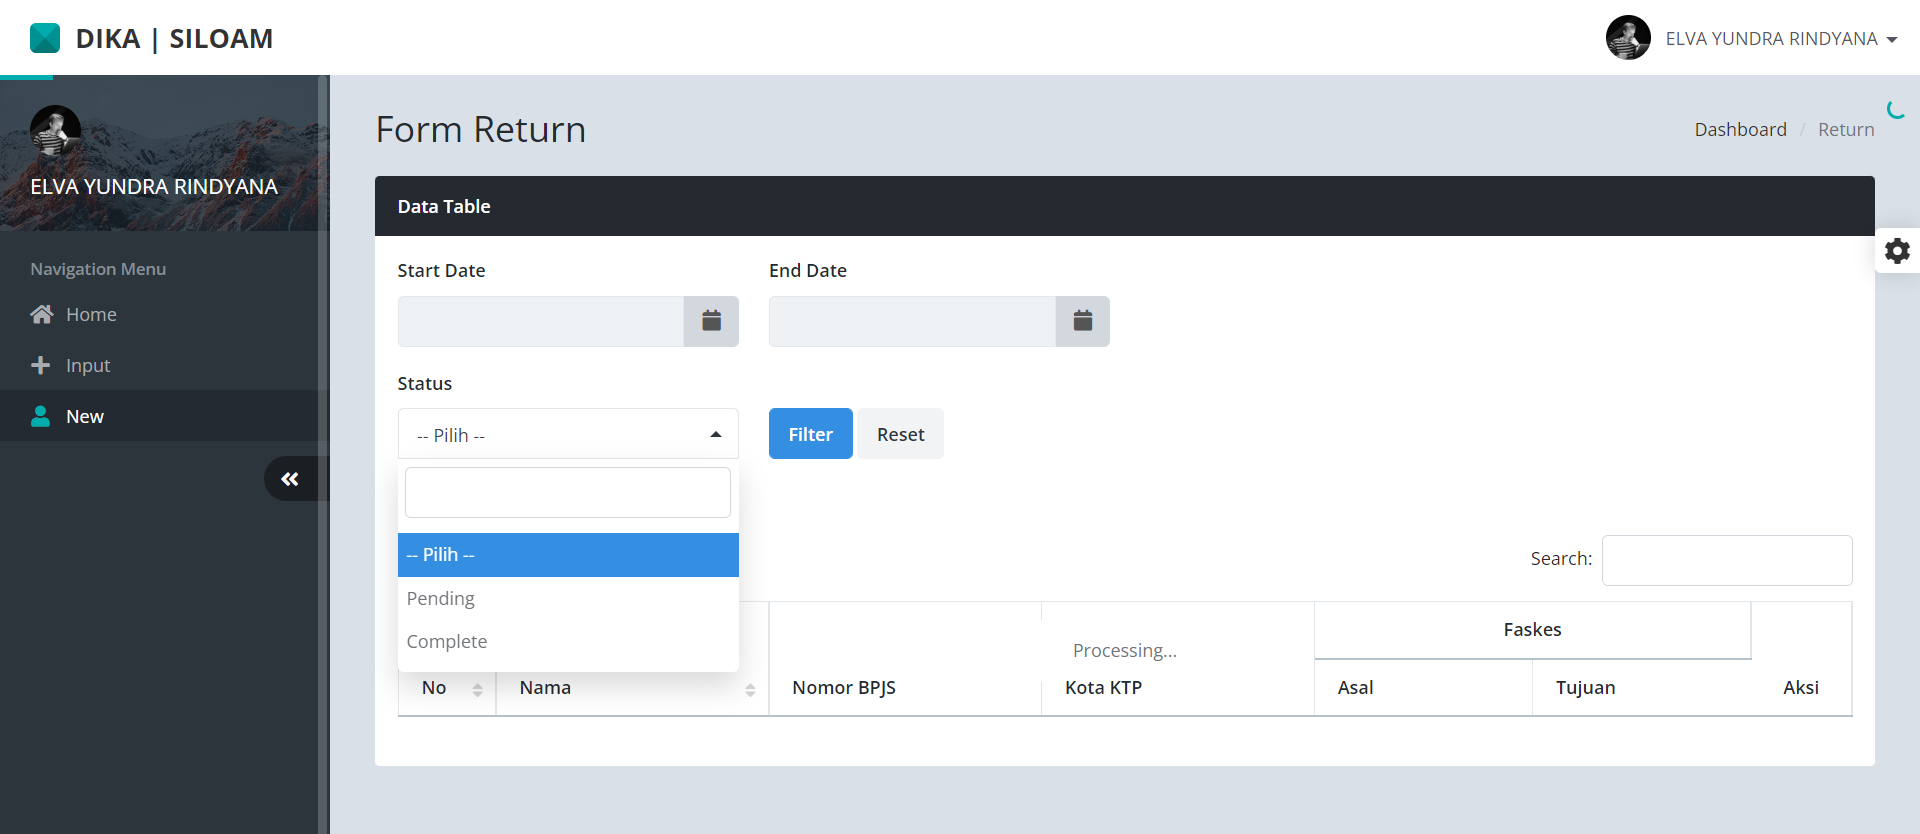 DIKA | SILOAM
ELVA YUNDRA RINDYANA
ELVA YUNDRA RINDYANA
Navigation Menu
Home
Input
New
Form Return
Dashboard / Return
Data Table
Start Date
End Date
Status
-- Pilih --
Filter
Reset
-- Pilih --
Pending
Complete
Search:
Faskes
Processing...
No
Nama
Nomor BPJS
Kota KTP
Asal
Tujuan
Aksi